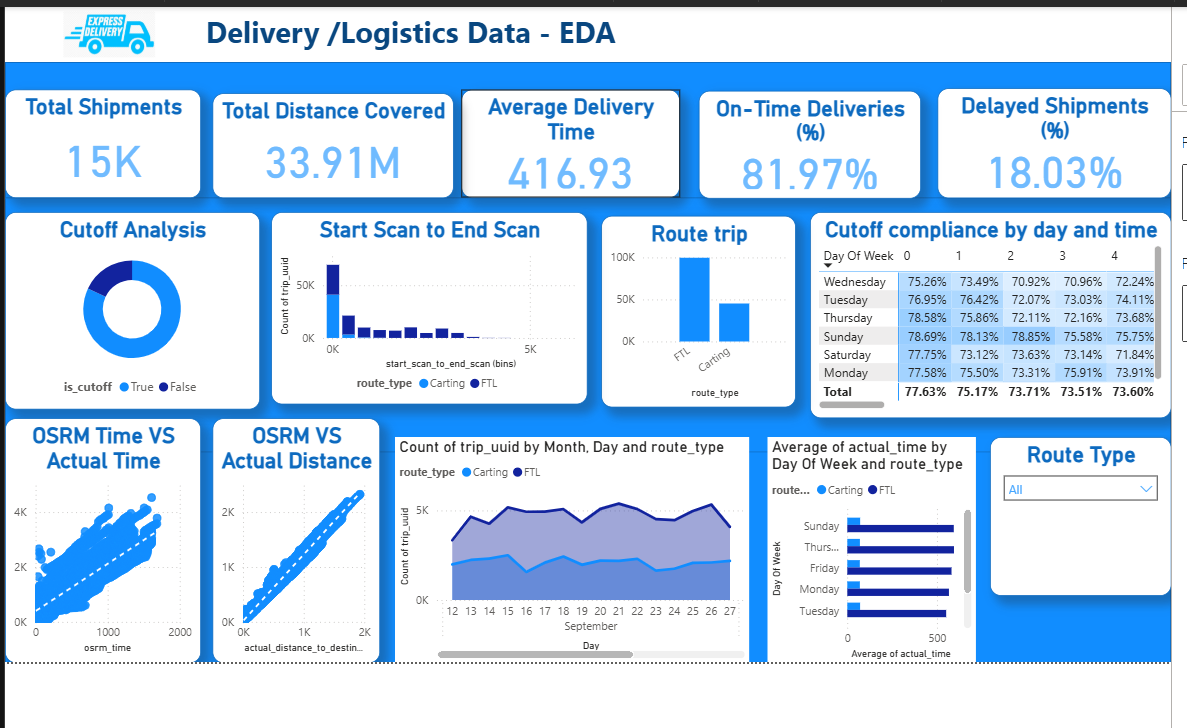 EXPRESS
DELIVERY
Delivery /Logistics Data - EDA
Total Shipments
15K
Total Distance Covered
33.91M
Average Delivery
Time
416.93
On-Time Deliveries
(%)
81.97%
Delayed Shipments
(%)
18.03%
Cutoff Analysis
is_cutoff True False
Start Scan to End Scan
Count of trip_uuid
50K
0K
0K 5K
start_scan_to_end_scan (bins)
route_type Carting FTL
Route trip
100K
50K
0K
FTL Carting
route_type
Cutoff compliance by day and time
Day Of Week 0 1 2 3 4
Wednesday 75.26% 73.49% 70.92% 70.96% 72.24%
Tuesday 76.95% 76.42% 72.07% 73.03% 74.11%
Thursday 78.58% 75.86% 72.11% 72.16% 73.68%
Sunday 78.69% 78.13% 78.85% 75.58% 75.75%
Saturday 77.75% 73.12% 73.63% 73.14% 71.84%
Monday 77.58% 75.50% 73.31% 75.91% 73.91%
Total 77.63% 75.17% 73.71% 73.51% 73.60%
OSRM Time VS
Actual Time
4K
2K
0K
0 1000 2000
osrm_time
OSRM VS
Actual Distance
2K
1K
0K
0K 1K 2K
actual_distance_to_destin...
Count of trip_uuid by Month, Day and route_type
route_type Carting FTL
Count of trip_uuid
5K
0K
12 13 14 15 16 17 18 19 20 21 22 23 24 25 26 27
September
Day
Average of actual_time by
Day Of Week and route_type
route... Carting FTL
Day Of Week
Sunday
Thurs...
Friday
Monday
Tuesday
0 500
Average of actual_time
Route Type
All